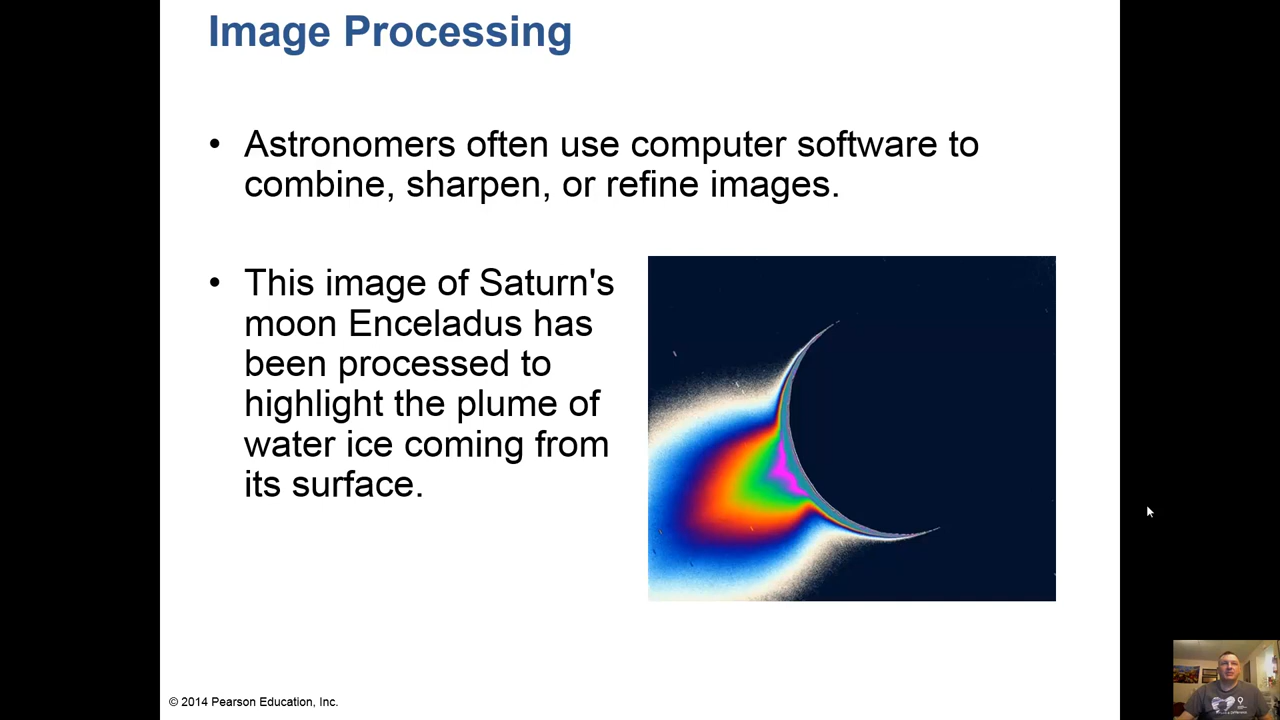 Image Processing
• Astronomers often use computer software to
combine, sharpen, or refine images.
• This image of Saturn's
moon Enceladus has
been processed to
highlight the plume of
water ice coming from
its surface.
© 2014 Pearson Education, Inc.